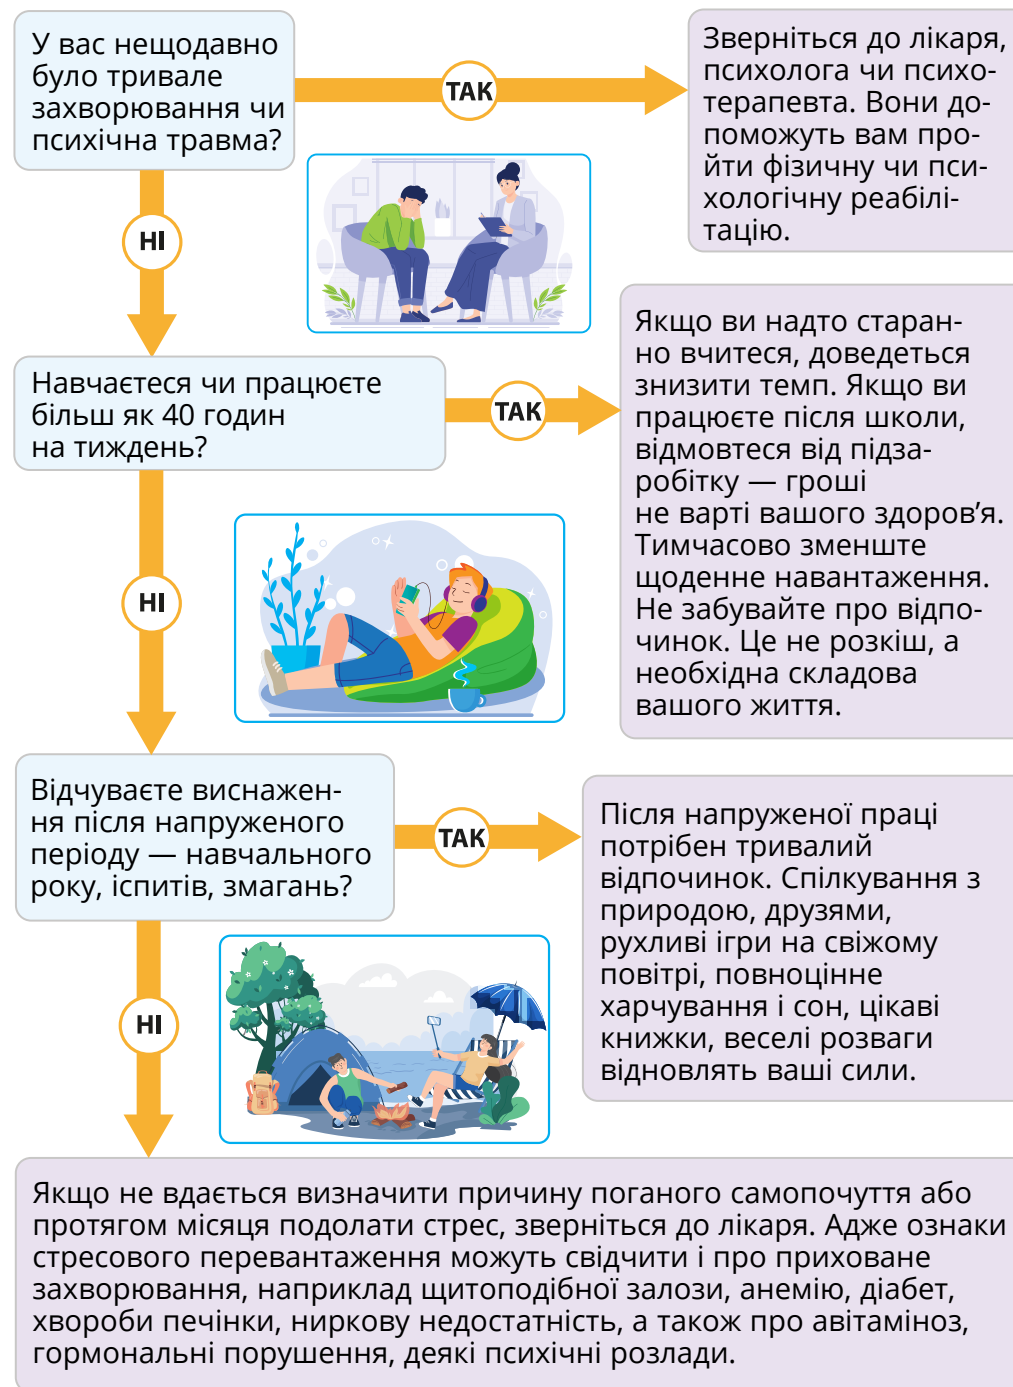 У вас нещодавно
було тривале
захворювання чи
психічна травма?
ТАК
Зверніться до лікаря,
психолога чи психо-
терапевта. Вони до-
поможуть вам про-
йти фізичну чи пси-
хологічну реабілі-
тацію.
НІ
Навчаєтеся чи працюєте
більш як 40 годин
на тиждень?
ТАК
Якщо ви надто старан-
но вчитеся, доведеться
знизити темп. Якщо ви
працюєте після школи,
відмовтеся від підза-
робітку — гроші
не варті вашого здоров’я.
Тимчасово зменште
щоденне навантаження.
Не забувайте про відпо-
чинок. Це не розкіш, а
необхідна складова
вашого життя.
НІ
Відчуваєте виснажен-
ня після напруженого
періоду — навчального
року, іспитів, змагань?
ТАК
Після напруженої праці
потрібен тривалий
відпочинок. Спілкування з
природою, друзями,
рухливі ігри на свіжому
повітрі, повноцінне
харчування і сон, цікаві
книжки, веселі розваги
відновлять ваші сили.
НІ
Якщо не вдається визначити причину поганого самопочуття або
протягом місяця подолати стрес, зверніться до лікаря. Адже ознаки
стресового перевантаження можуть свідчити і про приховане
захворювання, наприклад щитоподібної залози, анемію, діабет,
хвороби печінки, ниркову недостатність, а також про авітаміноз,
гормональні порушення, деякі психічні розлади.